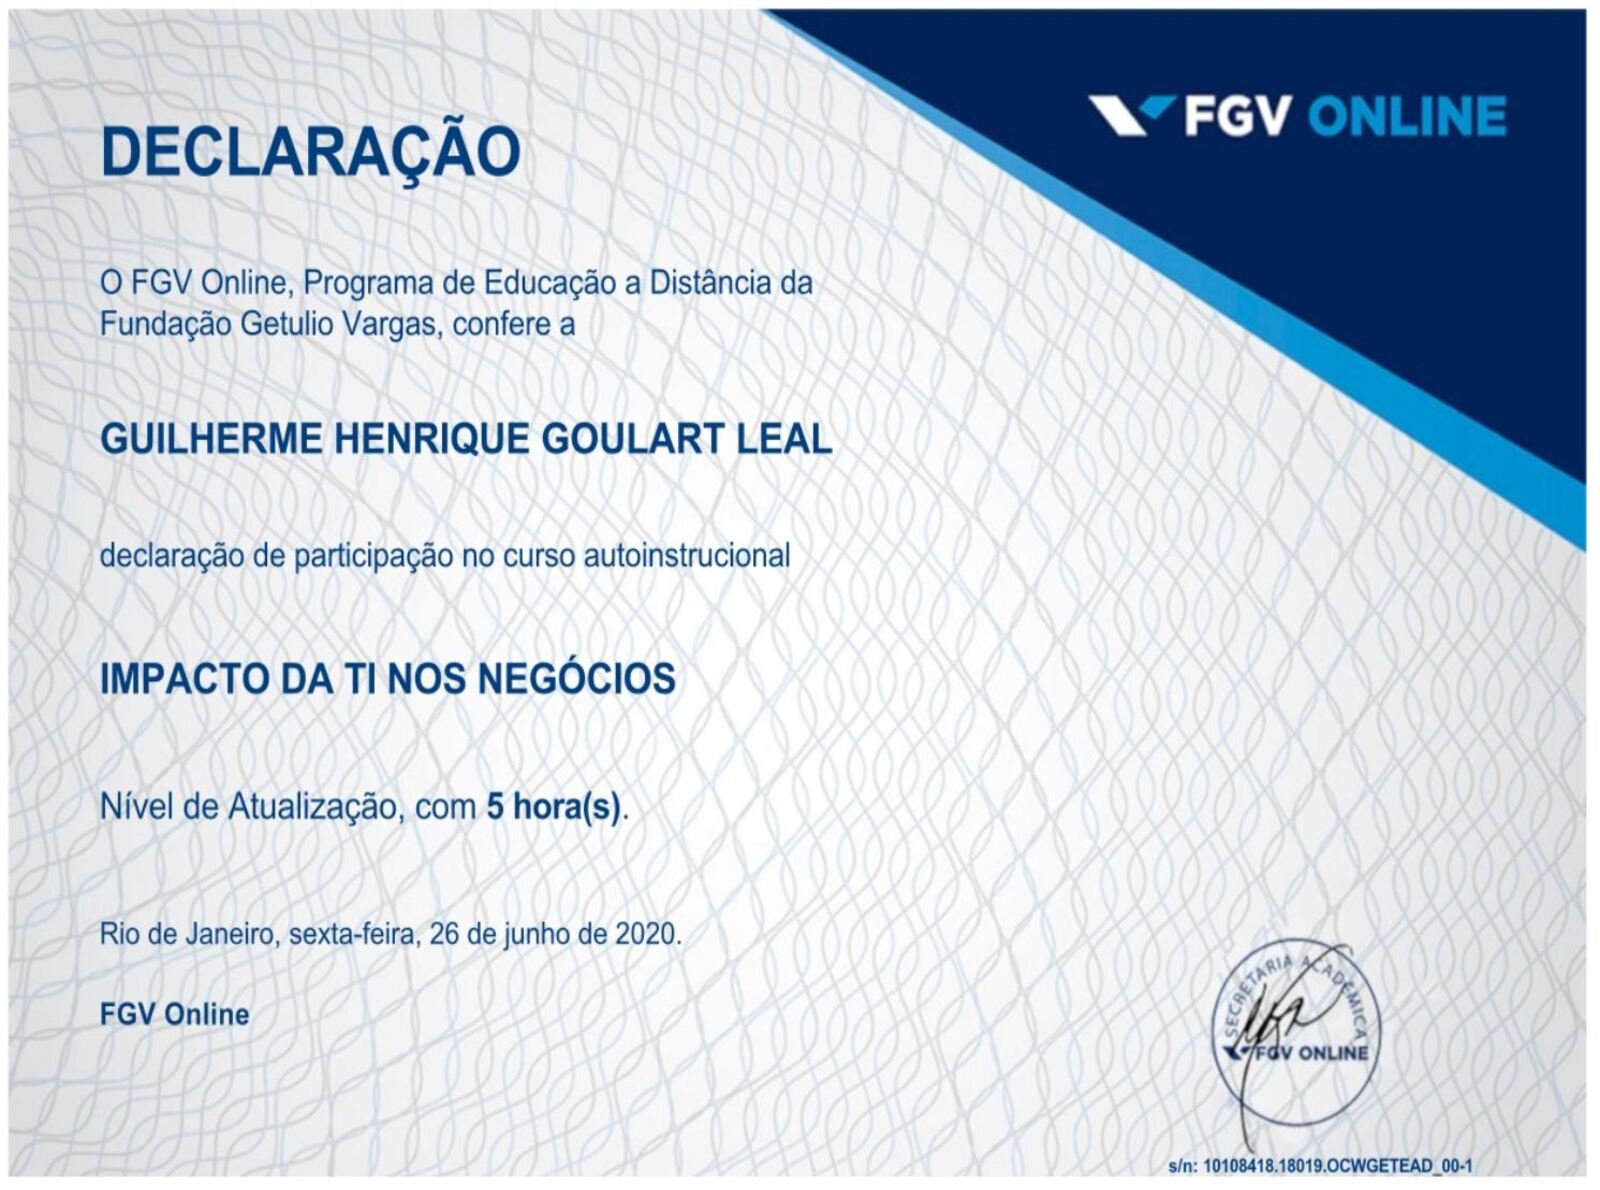 FGV ONLINE
DECLARAÇÃO
O FGV Online, Programa de Educação a Distância da
Fundação Getulio Vargas, confere a
GUILHERME HENRIQUE GOULART LEAL
declaração de participação no curso autoinstrucional
IMPACTO DA TI NOS NEGÓCIOS
Nível de Atualização, com 5 hora(s).
Rio de Janeiro, sexta-feira, 26 de junho de 2020.
FGV Online
SECRETARIA ACADÊMICA
FGV ONLINE
s/n: 10108418.18019.OCWGETEAD_00-1